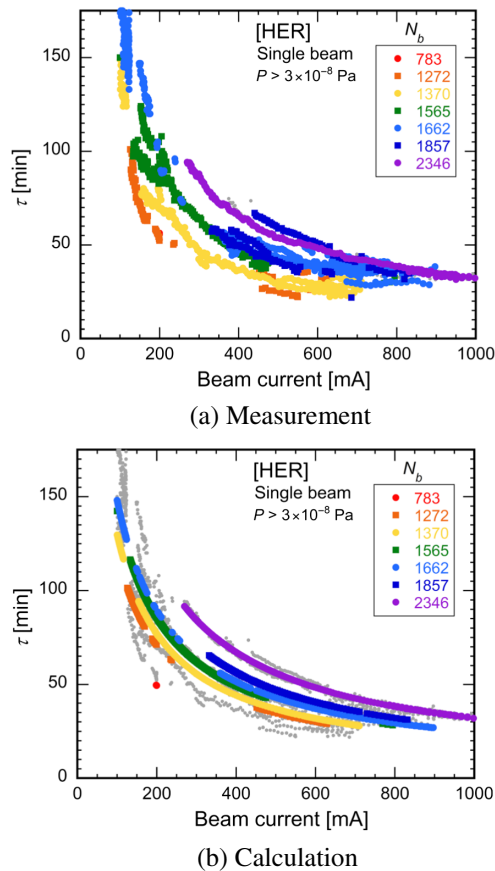 [HER]
Single beam
P > 3×10⁻⁸ Pa
N_b
783
1272
1370
1565
1662
1857
2346
τ [min]
150
100
50
0
0 200 400 600 800 1000
Beam current [mA]
(a) Measurement
[HER]
Single beam
P > 3×10⁻⁸ Pa
N_b
783
1272
1370
1565
1662
1857
2346
τ [min]
150
100
50
0
0 200 400 600 800 1000
Beam current [mA]
(b) Calculation